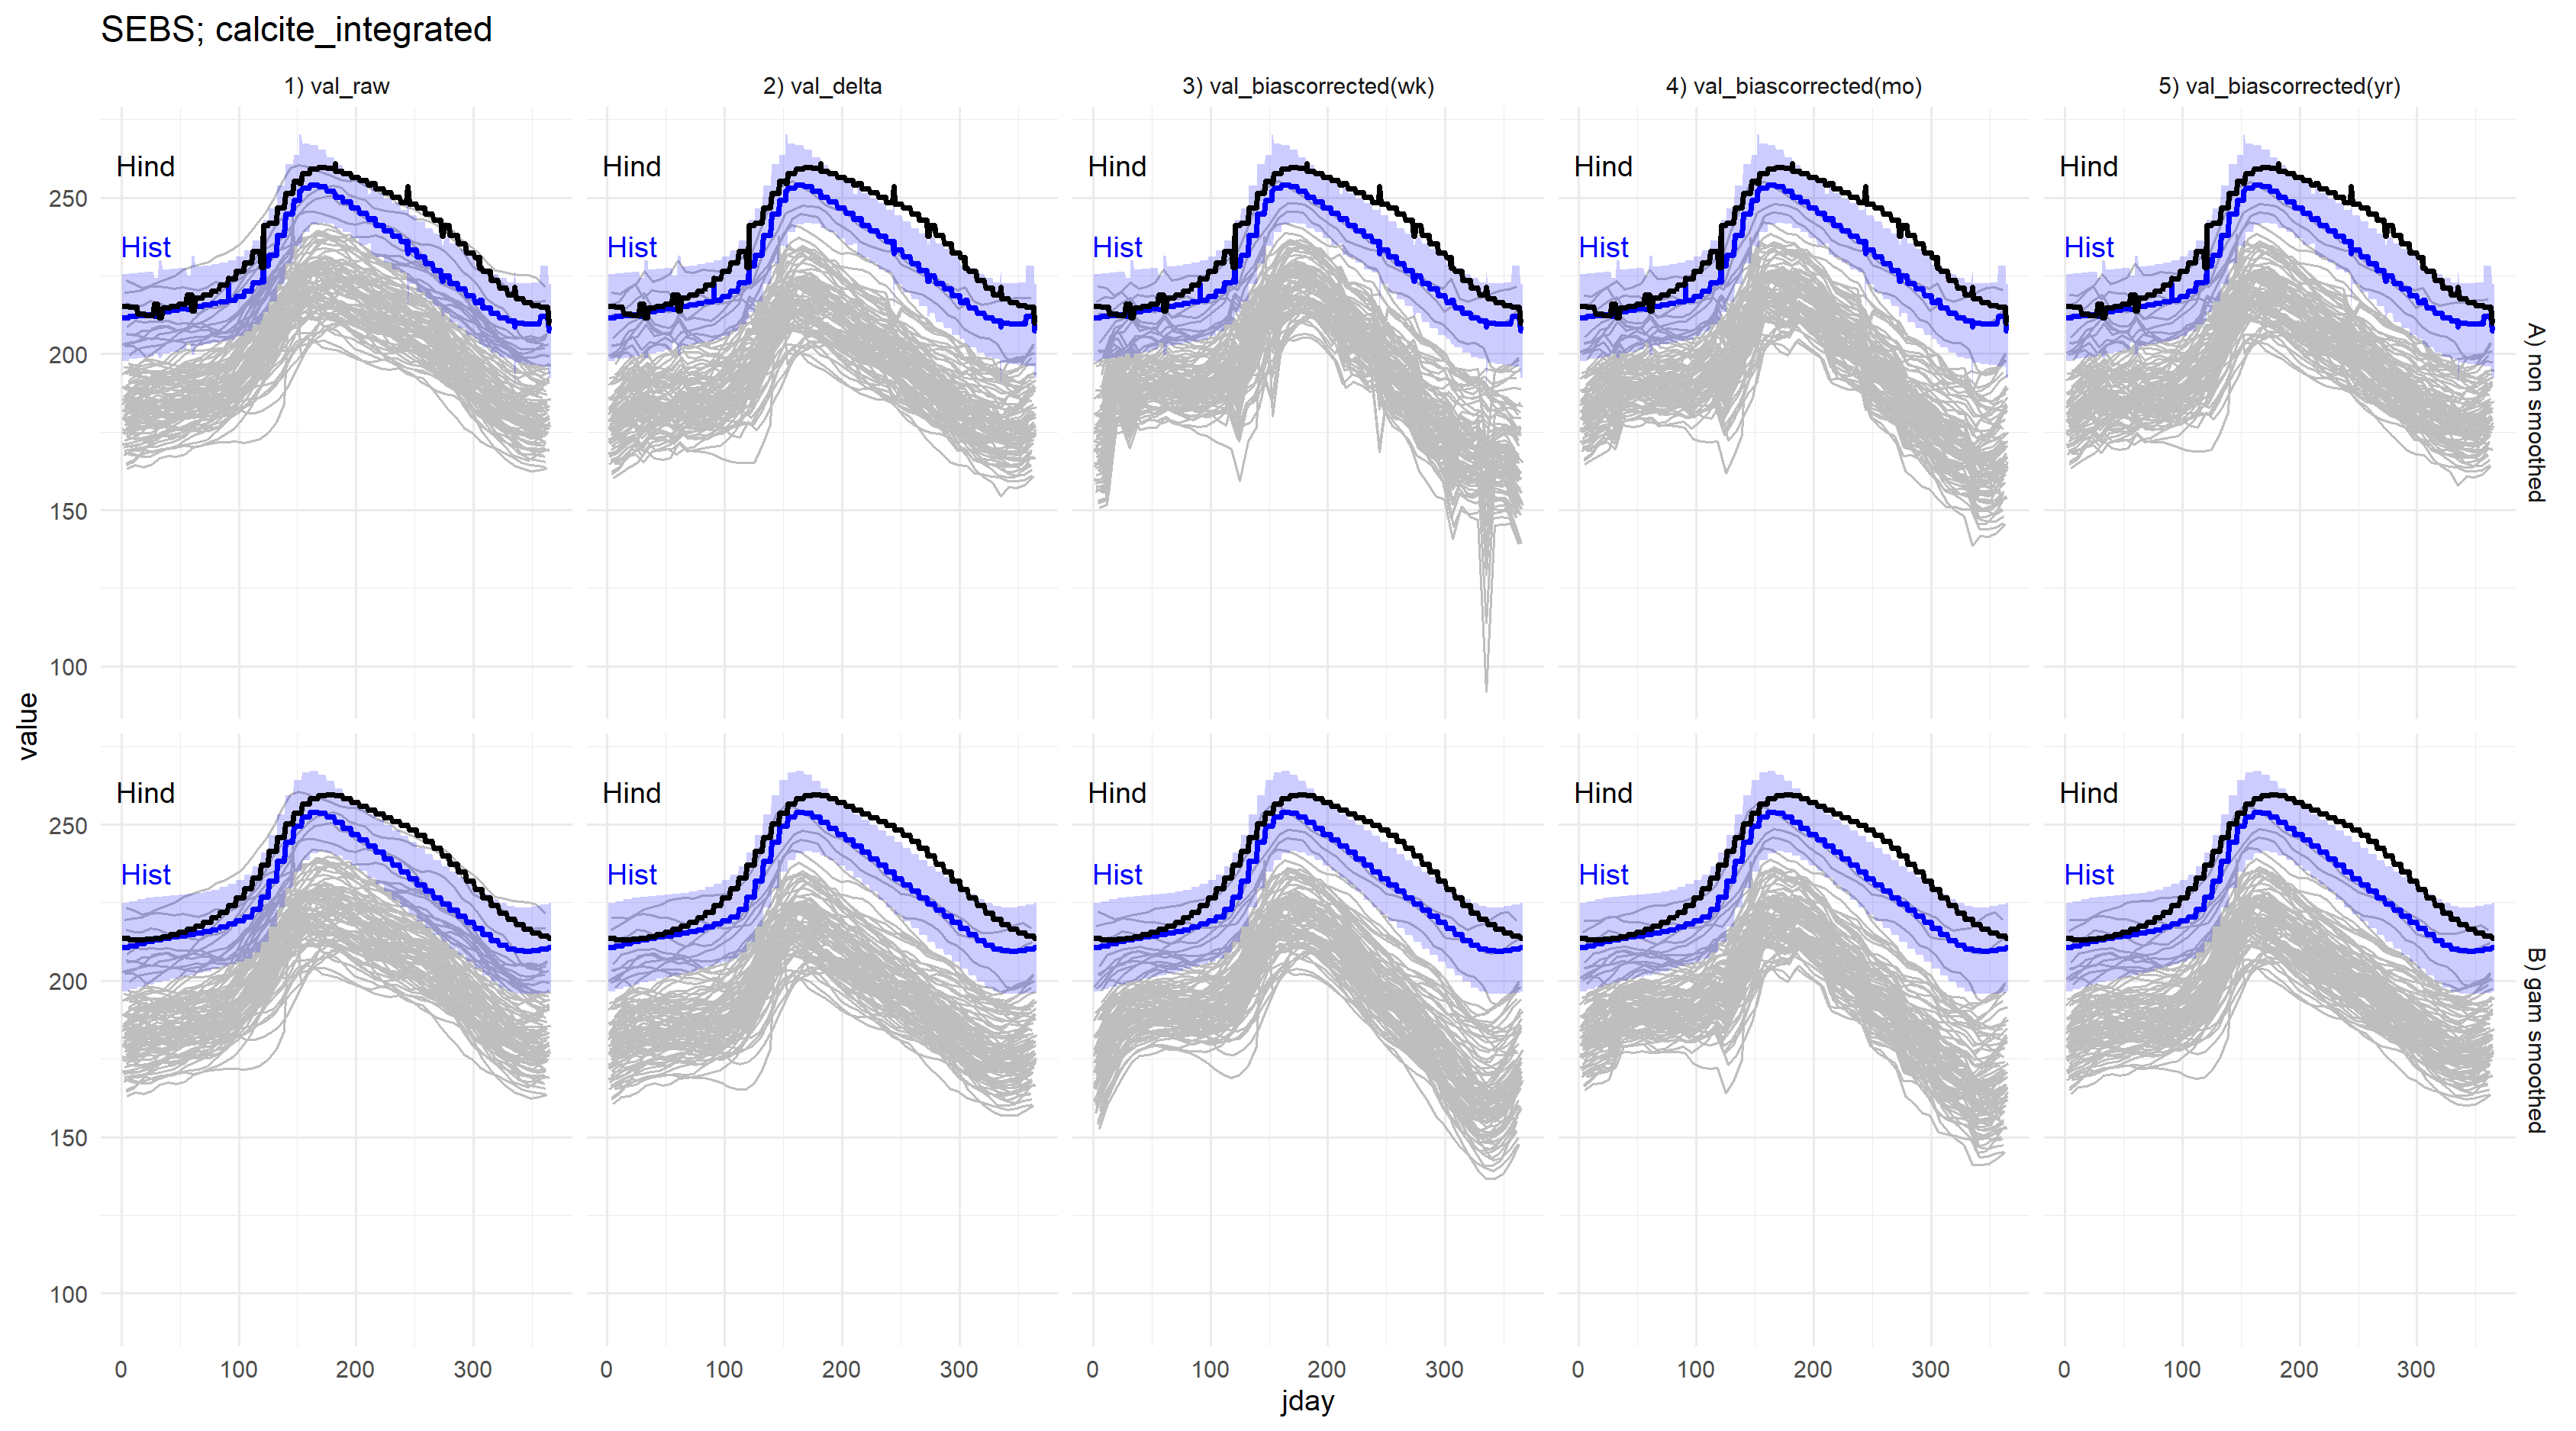 SEBS; calcite_integrated
1) val_raw
2) val_delta
3) val_biascorrected(wk)
4) val_biascorrected(mo)
5) val_biascorrected(yr)
Hind
Hist
Hind
Hist
Hind
Hist
Hind
Hist
Hind
Hist
250
200
150
100
A) non smoothed
value
Hind
Hist
Hind
Hist
Hind
Hist
Hind
Hist
Hind
Hist
250
200
150
100
B) gam smoothed
0 100 200 300
0 100 200 300
0 100 200 300
0 100 200 300
0 100 200 300
jday